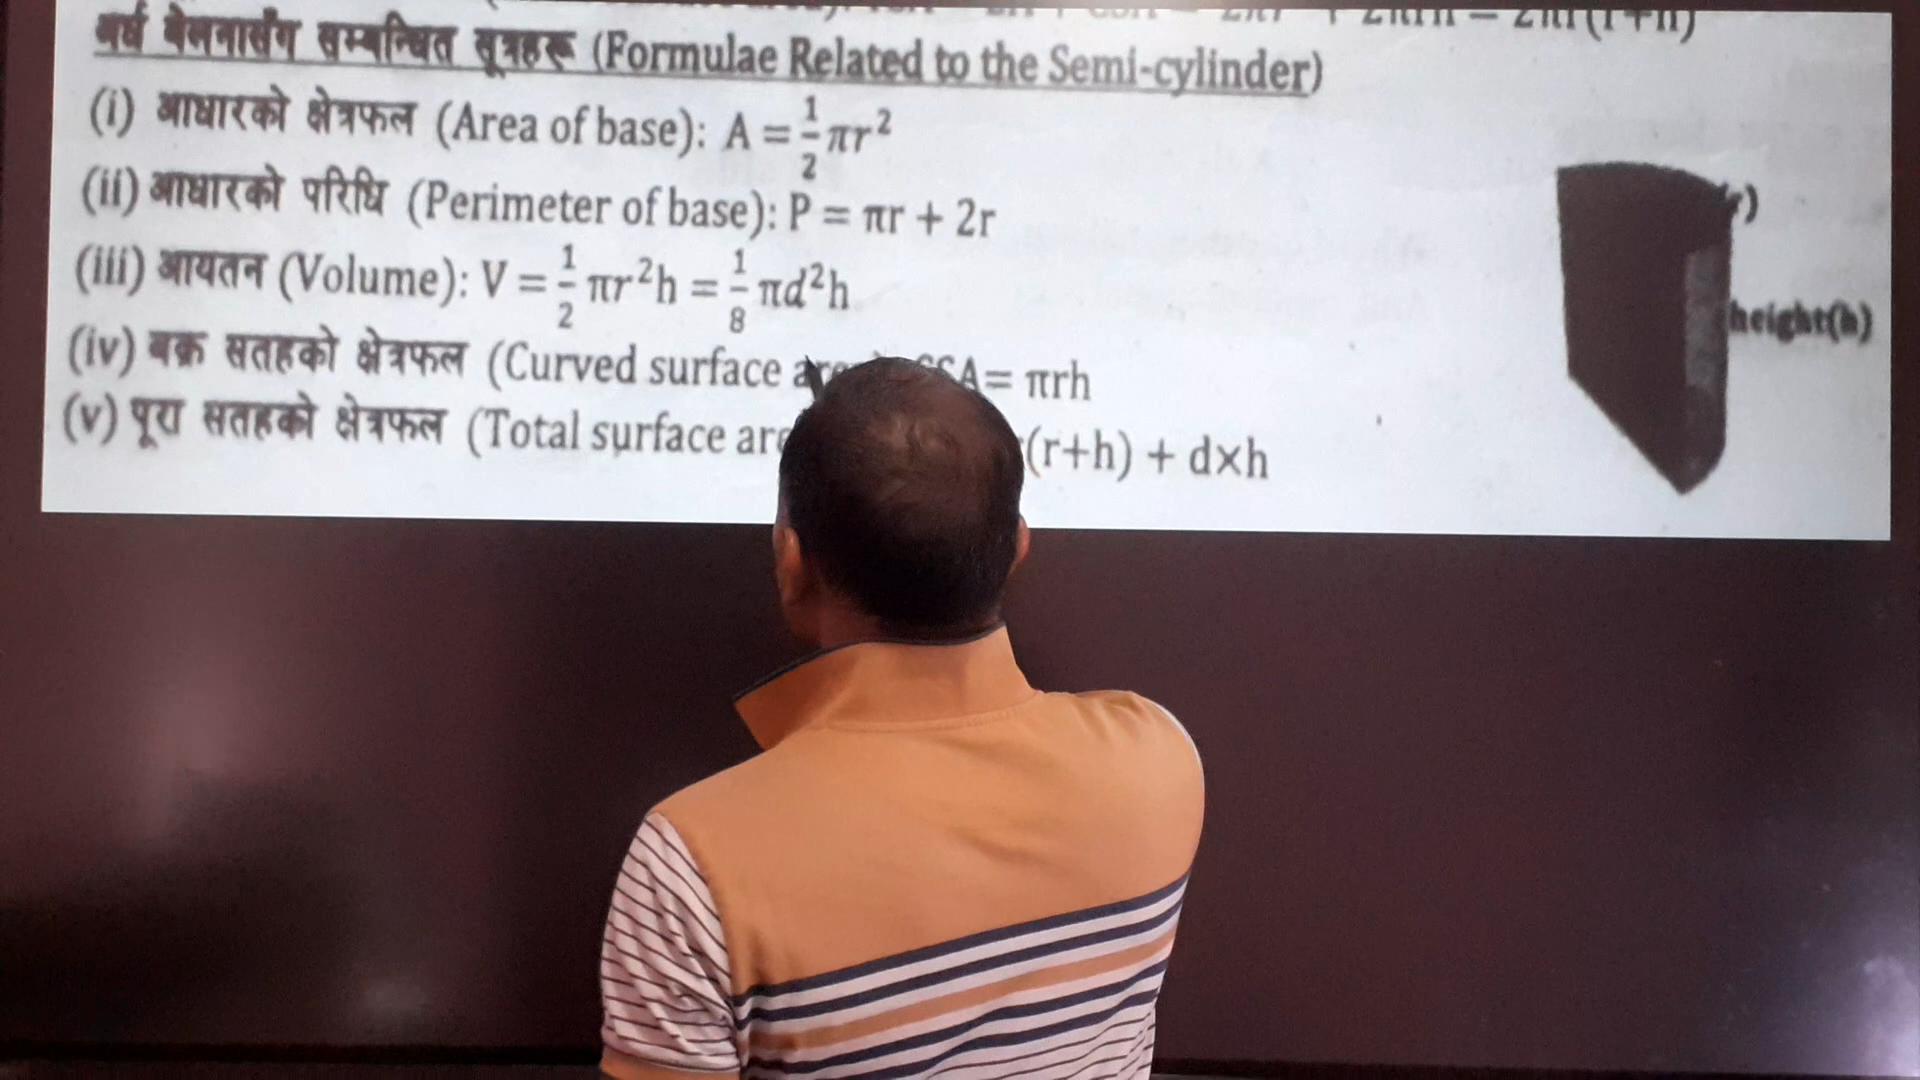 = 2πr(r+h)
अर्ध बेलनासँग सम्बन्धित सूत्रहरू (Formulae Related to the Semi-cylinder)
(i) आधारको क्षेत्रफल (Area of base): A = 1/2 πr²
(ii) आधारको परिधि (Perimeter of base): P = πr + 2r
(iii) आयतन (Volume): V = 1/2 πr²h = 1/8 πd²h
(iv) बक्र सतहको क्षेत्रफल (Curved surface A= πrh
(v) पूरा सतहको क्षेत्रफल (Total surface (r+h) + d×h
height(h)